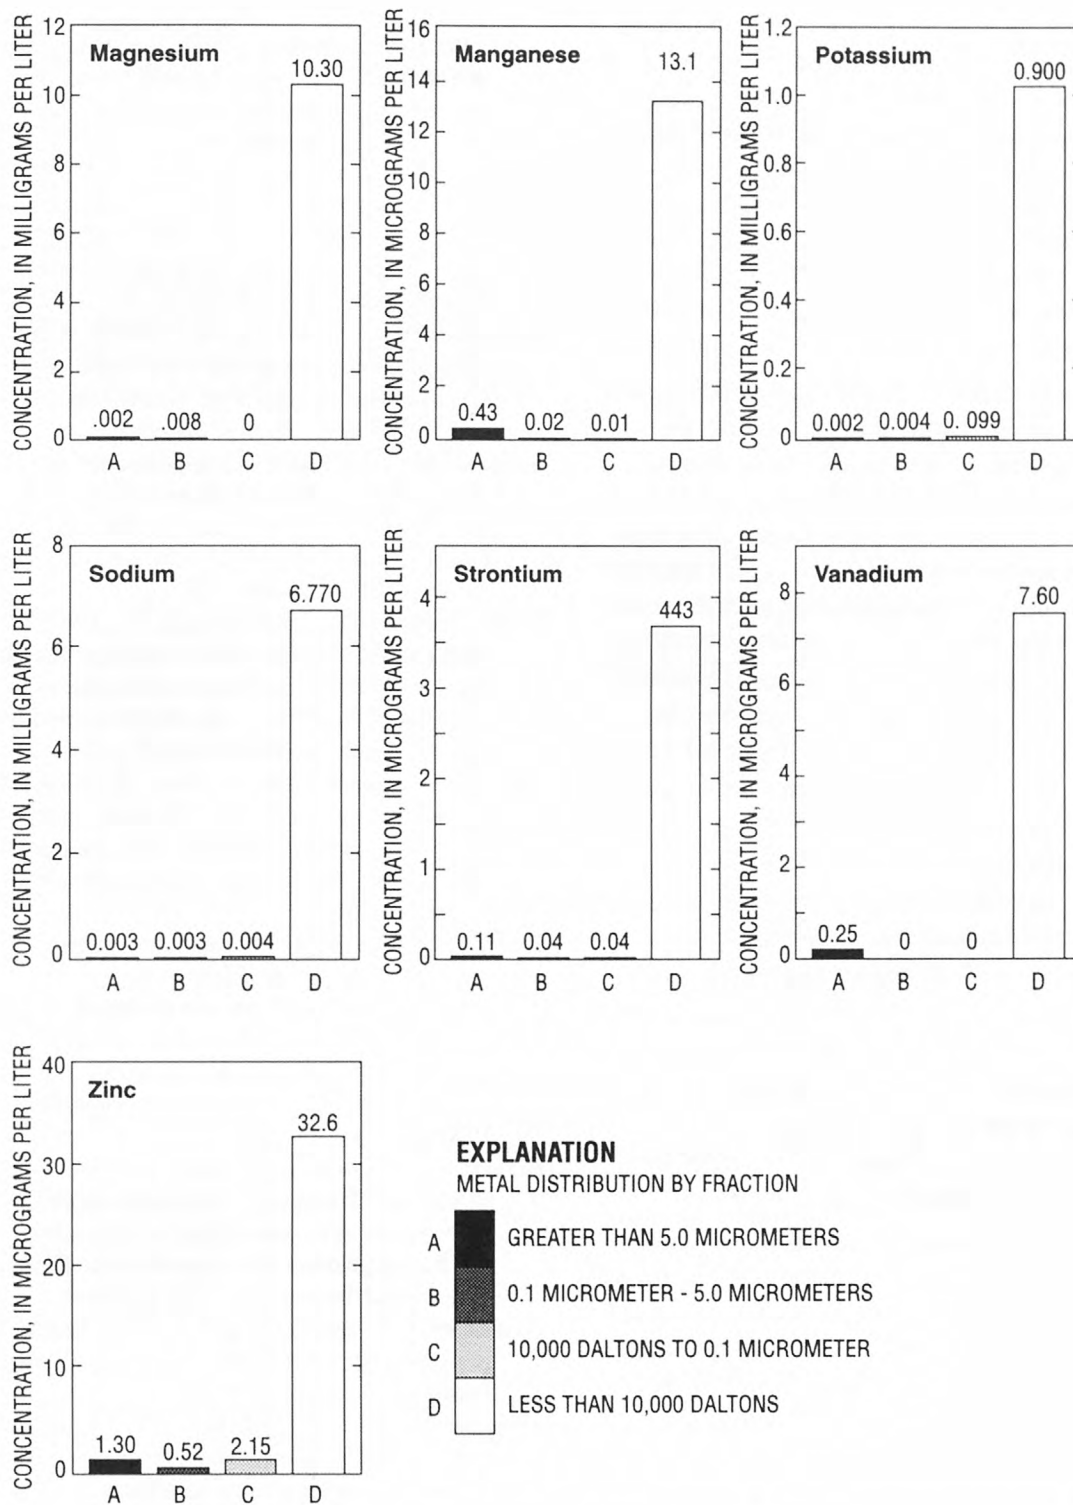 CONCENTRATION, IN MILLIGRAMS PER LITER
12
10
8
6
4
2
0
Magnesium
.002
.008
0
10.30
A
B
C
D
CONCENTRATION, IN MICROGRAMS PER LITER
16
14
12
10
8
6
4
2
0
Manganese
0.43
0.02
0.01
13.1
A
B
C
D
CONCENTRATION, IN MILLIGRAMS PER LITER
1.2
1.0
0.8
0.6
0.4
0.2
0
Potassium
0.002
0.004
0. 099
0.900
A
B
C
D
CONCENTRATION, IN MILLIGRAMS PER LITER
8
6
4
2
0
Sodium
0.003
0.003
0.004
6.770
A
B
C
D
CONCENTRATION, IN MICROGRAMS PER LITER
4
3
2
1
0
Strontium
0.11
0.04
0.04
443
A
B
C
D
CONCENTRATION, IN MICROGRAMS PER LITER
8
6
4
2
0
Vanadium
0.25
0
0
7.60
A
B
C
D
CONCENTRATION, IN MICROGRAMS PER LITER
40
30
20
10
0
Zinc
1.30
0.52
2.15
32.6
A
B
C
D
EXPLANATION
METAL DISTRIBUTION BY FRACTION
A GREATER THAN 5.0 MICROMETERS
B 0.1 MICROMETER - 5.0 MICROMETERS
C 10,000 DALTONS TO 0.1 MICROMETER
D LESS THAN 10,000 DALTONS